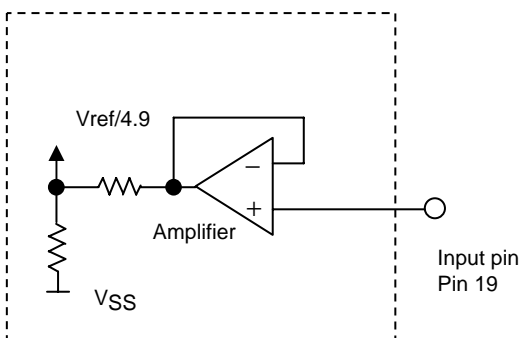 Vref/4.9
−
+
Amplifier
Input pin
Pin 19
VSS